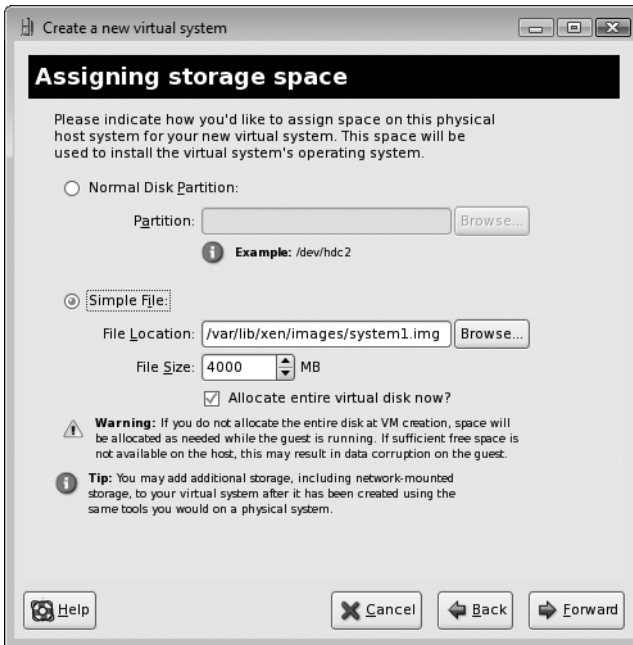 Create a new virtual system
Assigning storage space
Please indicate how you'd like to assign space on this physical
host system for your new virtual system. This space will be
used to install the virtual system's operating system.
Normal Disk Partition:
Partition:
Browse...
Example: /dev/hdc2
Simple File:
File Location: /var/lib/xen/images/system1.img Browse...
File Size: 4000 MB
Allocate entire virtual disk now?
Warning: If you do not allocate the entire disk at VM creation, space will
be allocated as needed while the guest is running. If sufficient free space is
not available on the host, this may result in data corruption on the guest.
Tip: You may add additional storage, including network-mounted
storage, to your virtual system after it has been created using the
same tools you would on a physical system.
Help Cancel Back Forward